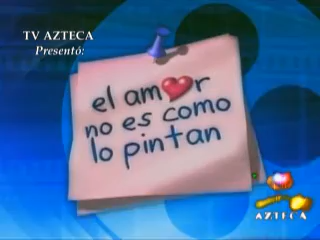 TV AZTECA
Presentó:
el amor
no es como
lo pintan
AZTECA